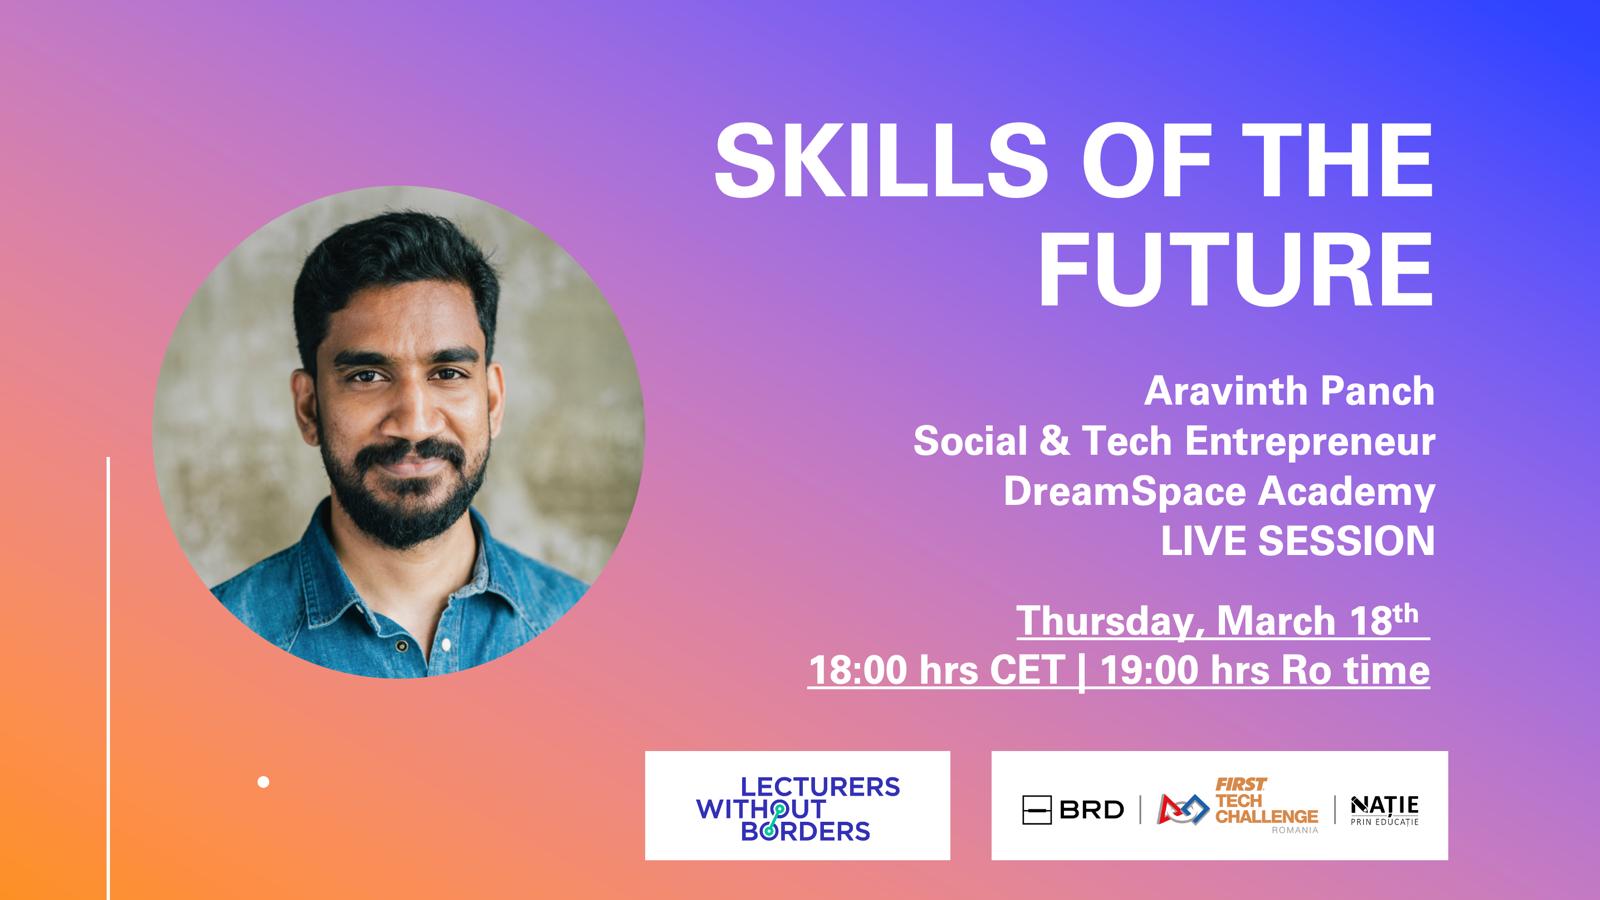 SKILLS OF THE
FUTURE
Aravinth Panch
Social & Tech Entrepreneur
DreamSpace Academy
LIVE SESSION
Thursday, March 18th
18:00 hrs CET | 19:00 hrs Ro time
LECTURERS
WITHOUT
BORDERS
BRD
FIRST
TECH
CHALLENGE
ROMANIA
NAȚIE
PRIN EDUCAȚIE